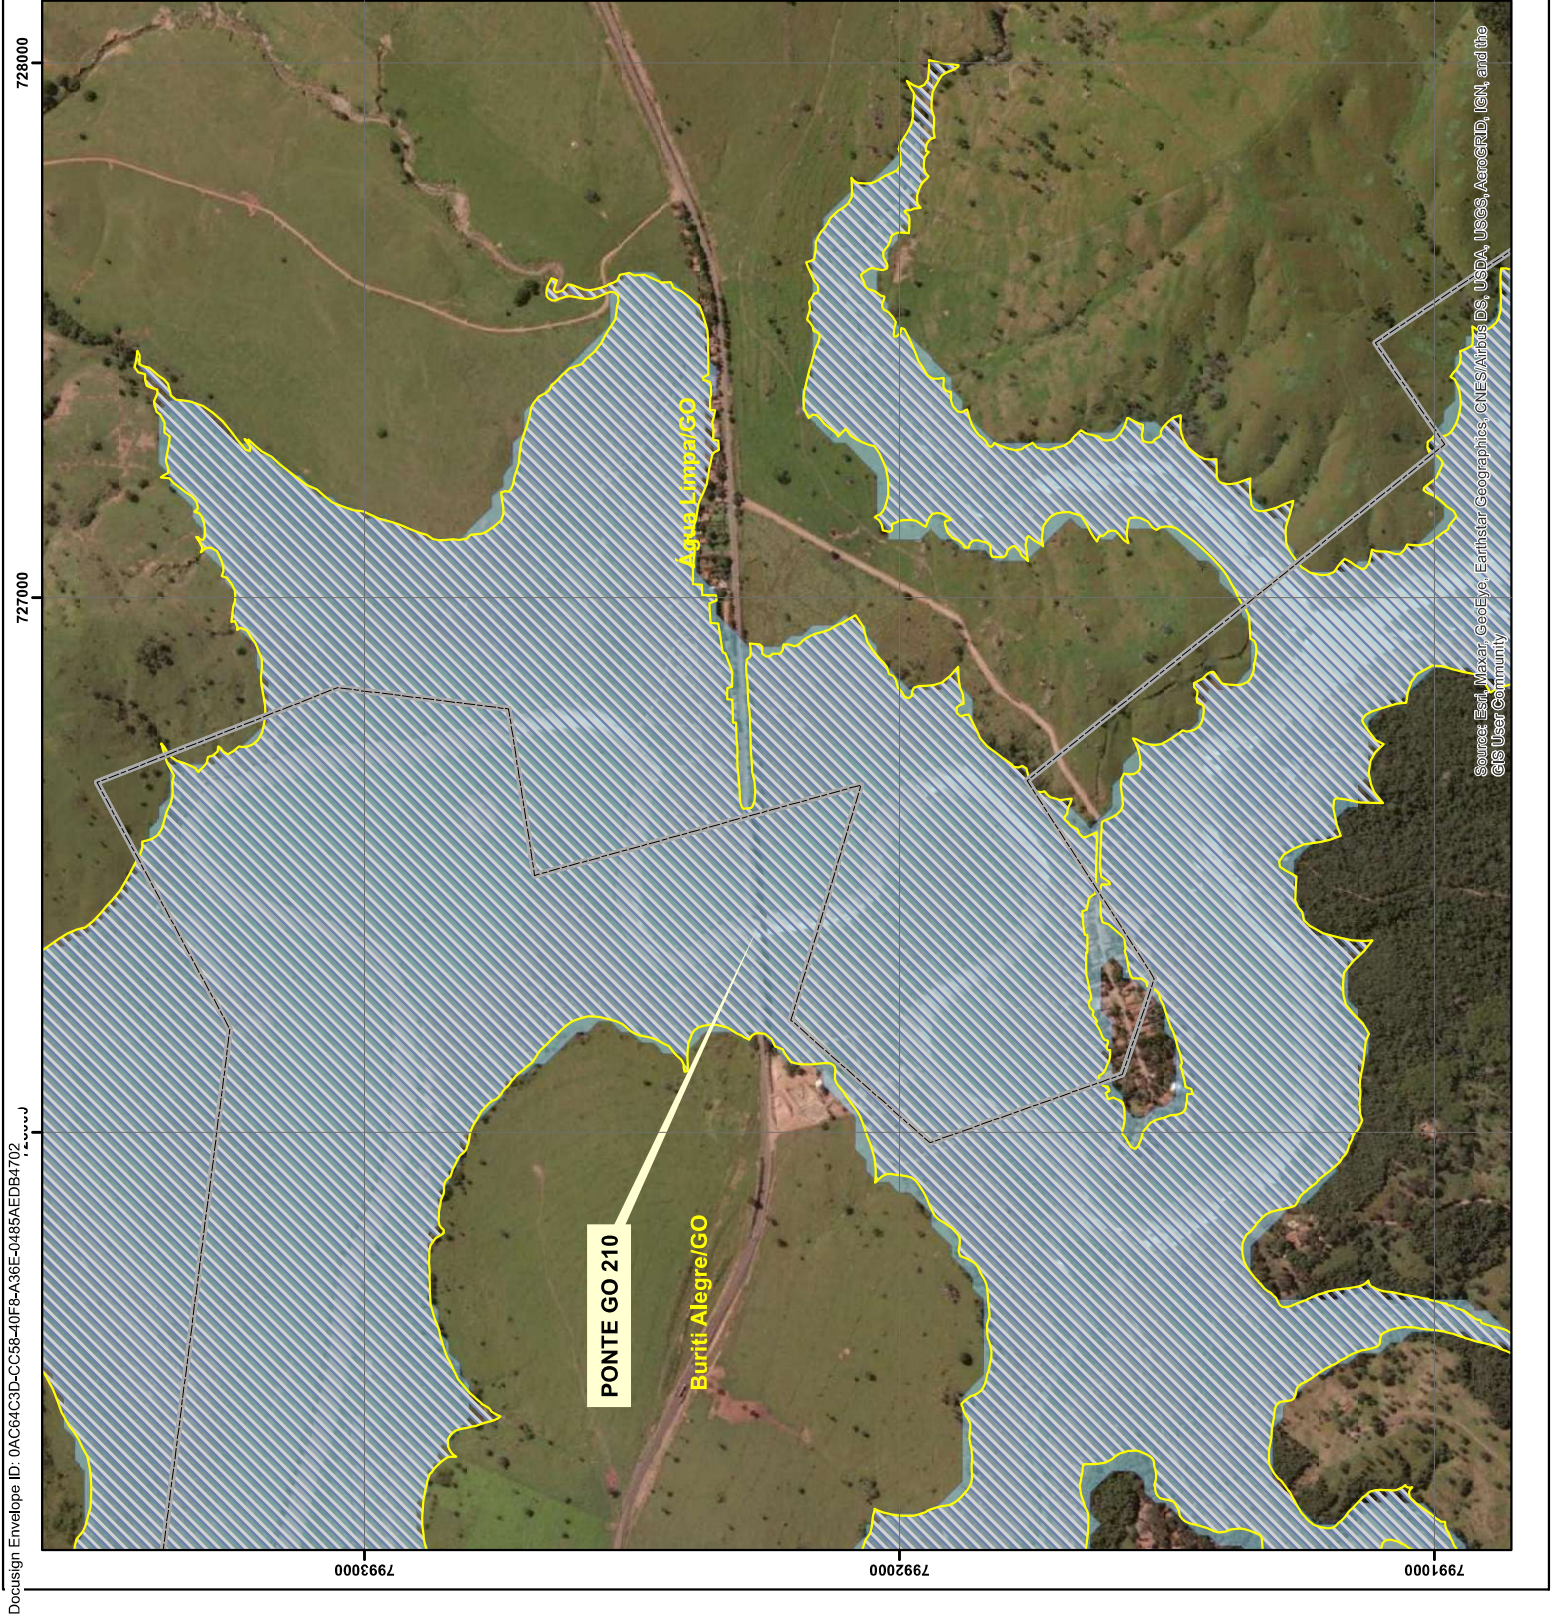 Docusign Envelope ID: 0AC64C3D-CC58-40F8-A36E-0485AEDB4702
727000
728000
7993000
7992000
7991000
PONTE GO 210
Buriti Alegre/GO
Água Limpa/GO
Source: Esri, Maxar, GeoEye, Earthstar Geographics, CNES/Airbus DS, USDA, USGS, AeroGRID, IGN, and the
GIS User Community